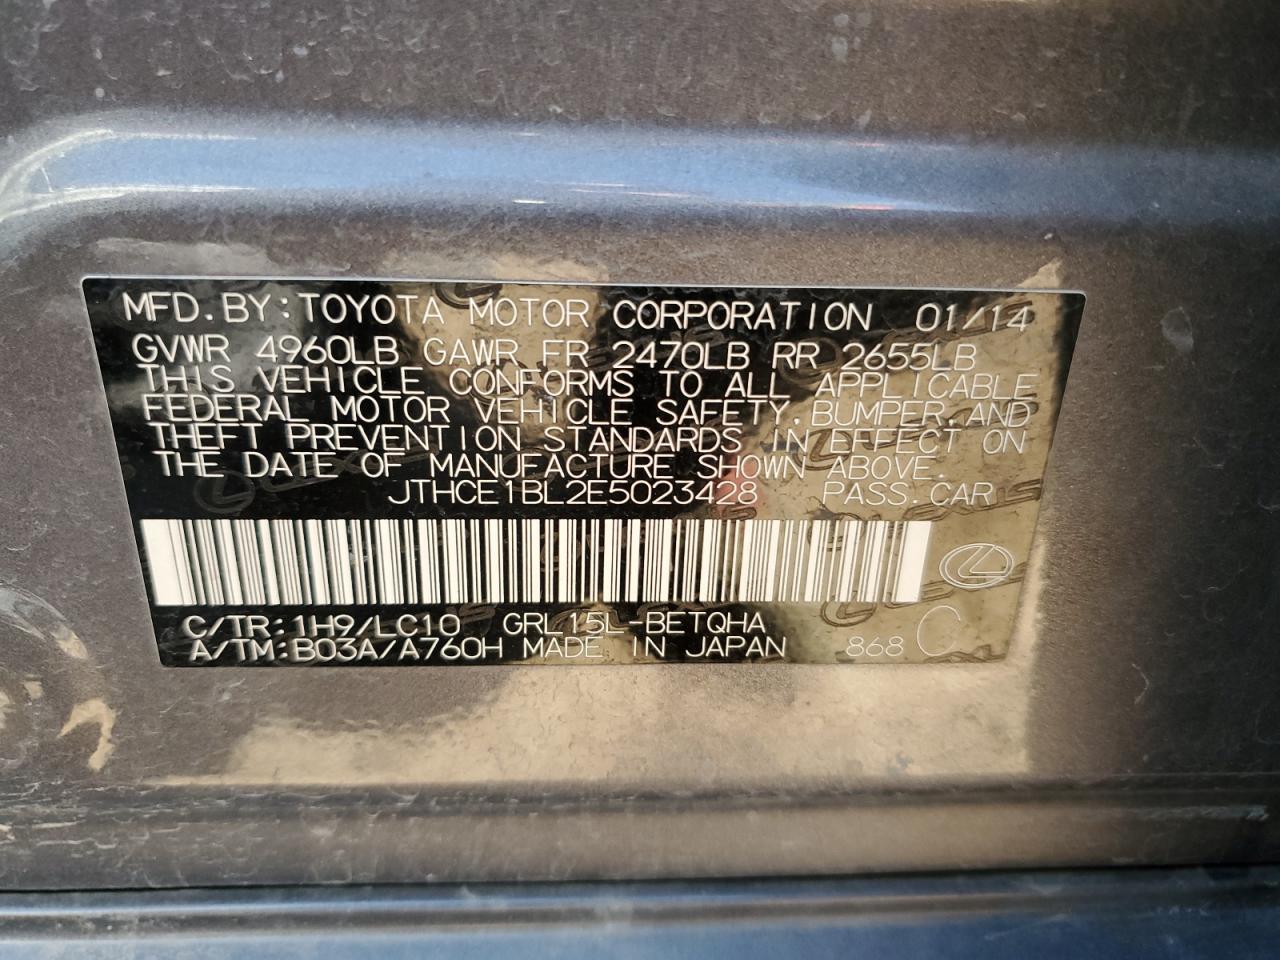 MFD.BY:TOYOTA MOTOR CORPORATION 01/14
GVWR 4960LB GAWR FR 2470LB RR 2655LB
THIS VEHICLE CONFORMS TO ALL APPLICABLE
FEDERAL MOTOR VEHICLE SAFETY,BUMPER,AND
THEFT PREVENTION STANDARDS IN EFFECT ON
THE DATE OF MANUFACTURE SHOWN ABOVE.
JTHCE1BL2E5023428 PASS.CAR
C/TR:1H9/LC10 GRL15L-BETQHA
A/TM:B03A/A760H MADE IN JAPAN 868 C